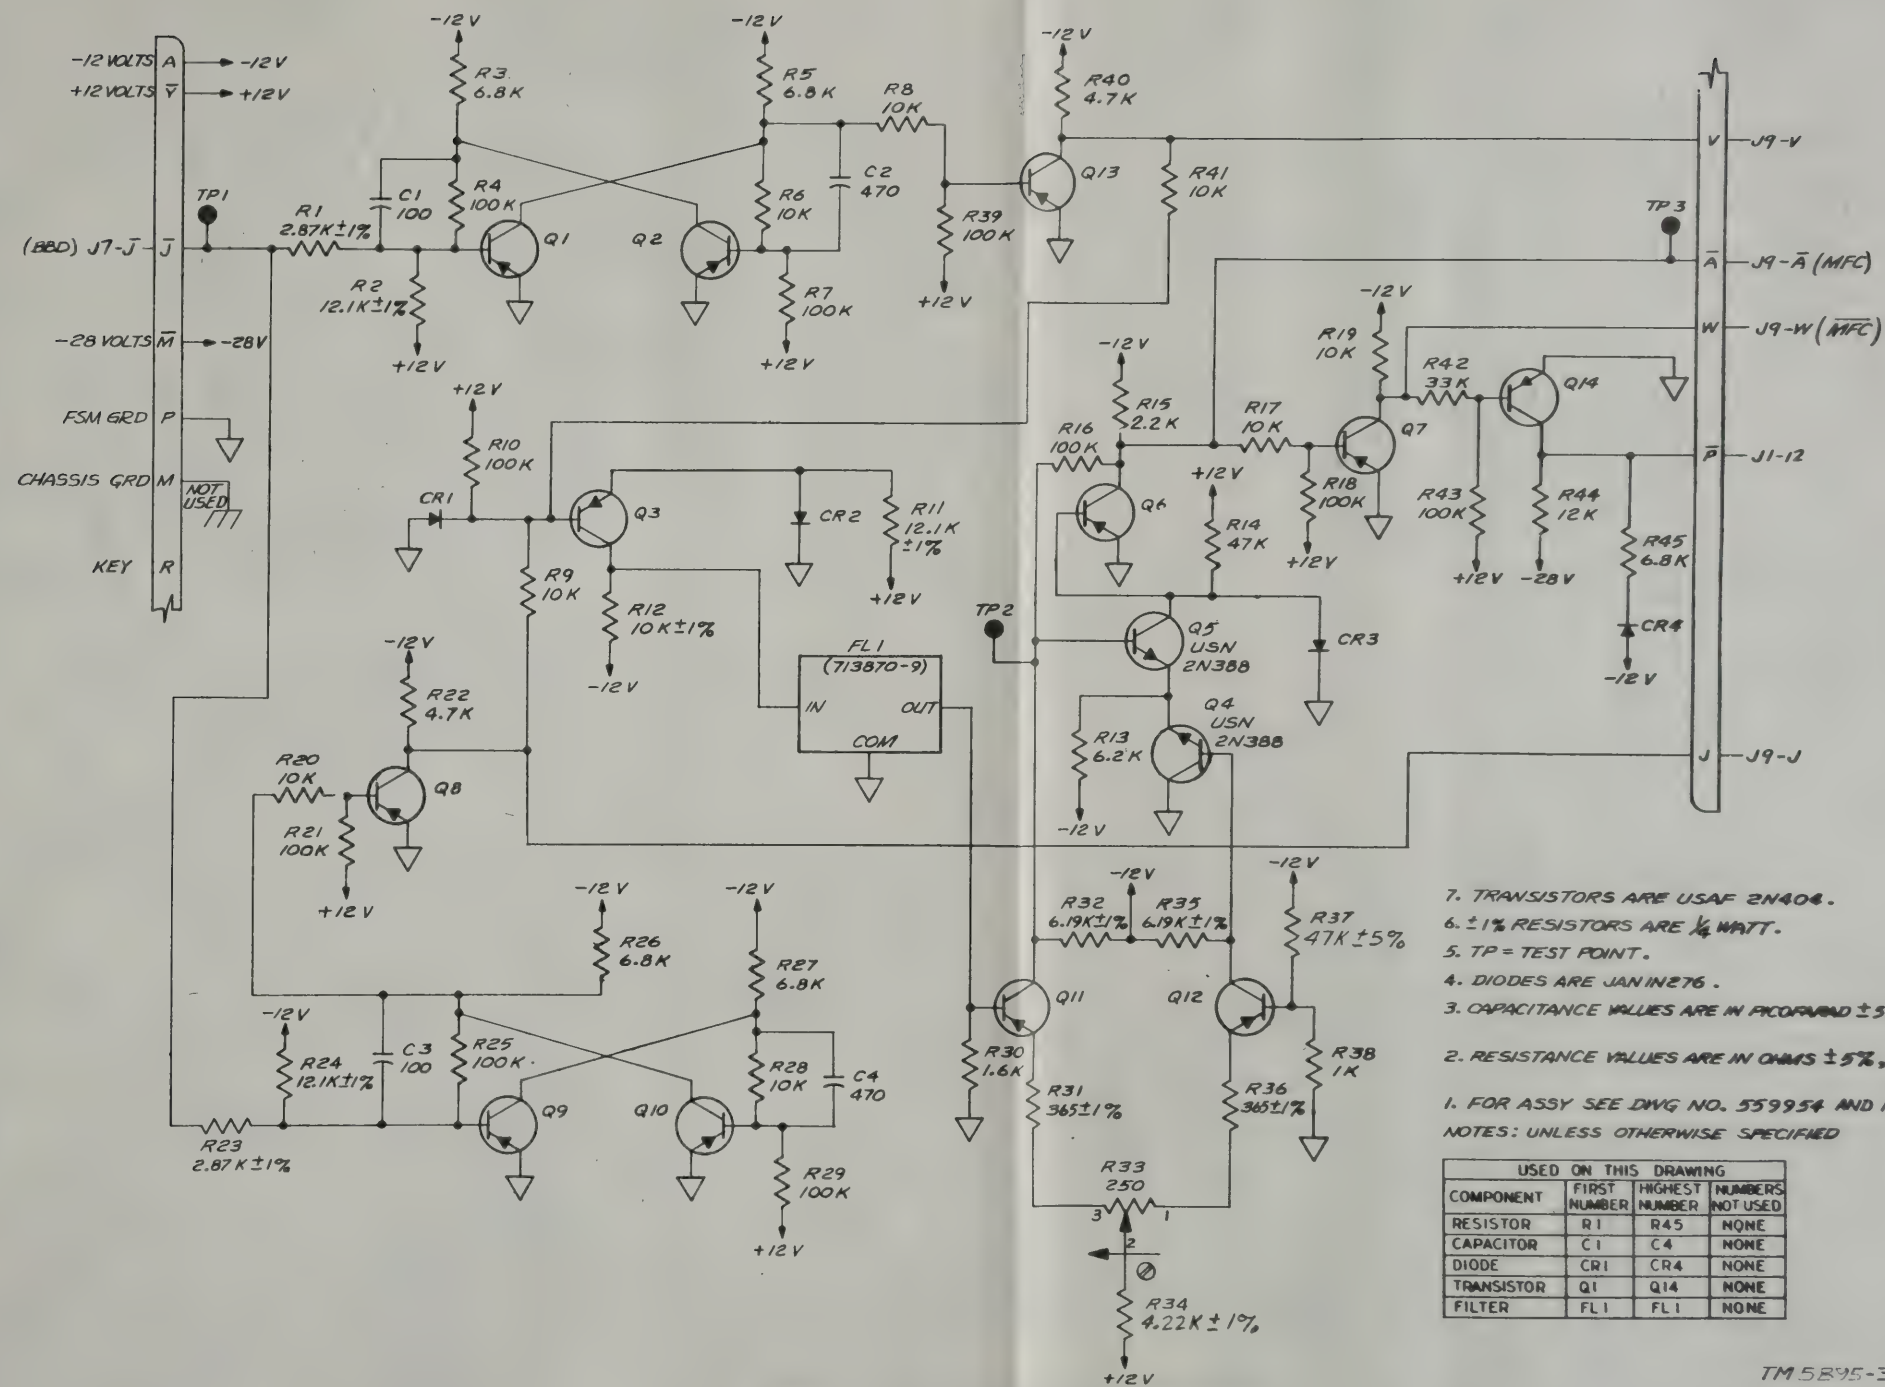 -12 VOLTS A -12V
+12 VOLTS Y̅ +12V
(BBD) J7-J̅ J̅
TP1
-28 VOLTS M̅ -28V
FSM GRD P
CHASSIS GRD M
NOT
USED
KEY R
-12V
R3
6.8K
-12V
R5
6.8K
R8
10K
C1
100
R4
100K
R1
2.87K±1%
R2
12.1K±1%
+12V
Q1
Q2
R6
10K
C2
470
R7
100K
+12V
R39
100K
+12V
-12V
R40
4.7K
Q13
R41
10K
V J9-V
TP3
A̅ J9-A̅ (MFC)
W J9-W (M̅F̅C̅)
P̅ J1-12
J J9-J
+12V
R10
100K
CR1
Q3
CR2
R11
12.1K
±1%
+12V
R9
10K
R12
10K±1%
-12V
FL1
(713870-9)
IN OUT
COM
-12V
R15
2.2K
R16
100K
Q6
R17
10K
R18
100K
+12V
-12V
R19
10K
Q7
R42
33K
Q14
R43
100K
+12V
R44
12K
-28V
R45
6.8K
CR4
-12V
+12V
R14
47K
TP2
Q5
USN
2N388
CR3
Q4
USN
2N388
R13
6.2K
-12V
-12V
R22
4.7K
R20
10K
Q8
R21
100K
+12V
-12V
R26
6.8K
-12V
R27
6.8K
-12V
R24
12.1K±1%
C3
100
R25
100K
R23
2.87K±1%
Q9
Q10
R28
10K
C4
470
R29
100K
+12V
-12V
R32
6.19K±1%
R35
6.19K±1%
-12V
R37
47K±5%
Q11
Q12
R30
1.6K
R31
365±1%
R36
365±1%
R38
1K
R33
250
3 1
2
R34
4.22K±1%
+12V
7. TRANSISTORS ARE USAF 2N404.
6. ±1% RESISTORS ARE ¼ WATT.
5. TP = TEST POINT.
4. DIODES ARE JAN 1N276.
3. CAPACITANCE VALUES ARE IN PICOFARAD ±5
2. RESISTANCE VALUES ARE IN OHMS ±5%,
1. FOR ASSY SEE DWG NO. 559954 AND
NOTES: UNLESS OTHERWISE SPECIFIED
USED ON THIS DRAWING
COMPONENT FIRST NUMBER HIGHEST NUMBER NUMBERS NOT USED
RESISTOR R1 R45 NONE
CAPACITOR C1 C4 NONE
DIODE CR1 CR4 NONE
TRANSISTOR Q1 Q14 NONE
FILTER FL1 FL1 NONE
TM 5895-3